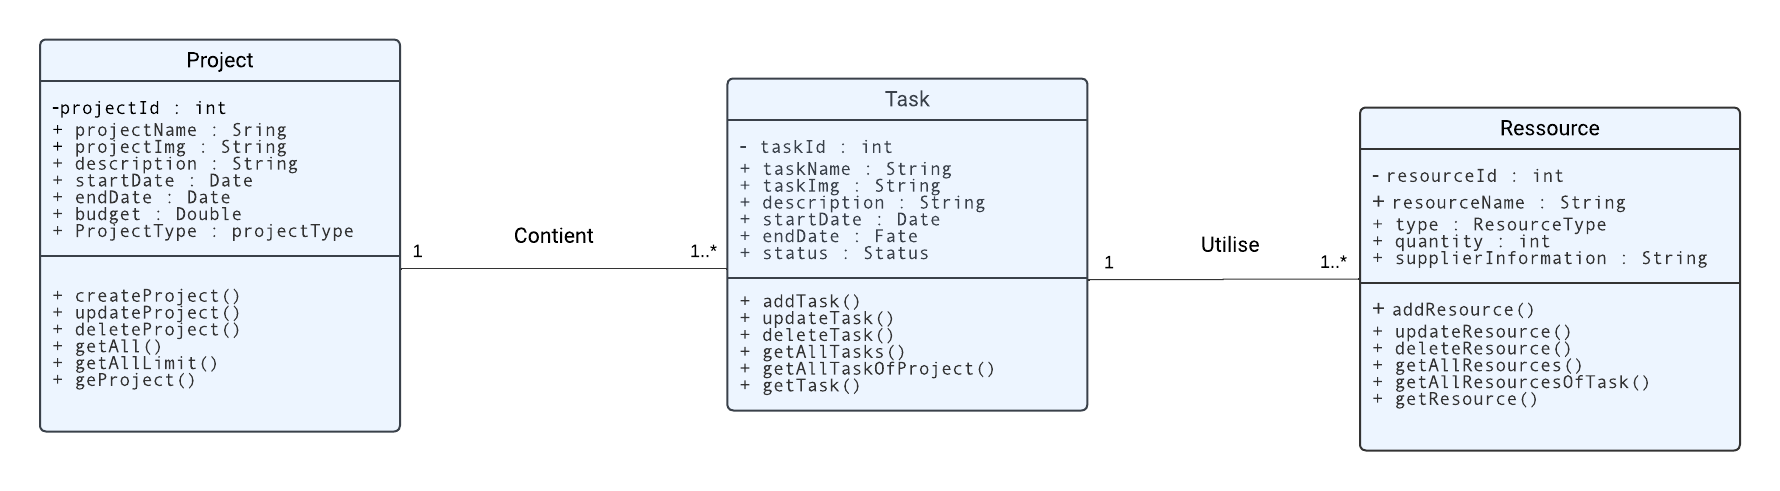 Project
-projectId : int
+ projectName : Sring
+ projectImg : String
+ description : String
+ startDate : Date
+ endDate : Date
+ budget : Double
+ ProjectType : projectType
+ createProject()
+ updateProject()
+ deleteProject()
+ getAll()
+ getAllLimit()
+ geProject()
1
Contient
1..*
Task
- taskId : int
+ taskName : String
+ taskImg : String
+ description : String
+ startDate : Date
+ endDate : Fate
+ status : Status
+ addTask()
+ updateTask()
+ deleteTask()
+ getAllTasks()
+ getAllTaskOfProject()
+ getTask()
1
Utilise
1..*
Ressource
- resourceId : int
+ resourceName : String
+ type : ResourceType
+ quantity : int
+ supplierInformation : String
+ addResource()
+ updateResource()
+ deleteResource()
+ getAllResources()
+ getAllResourcesOfTask()
+ getResource()